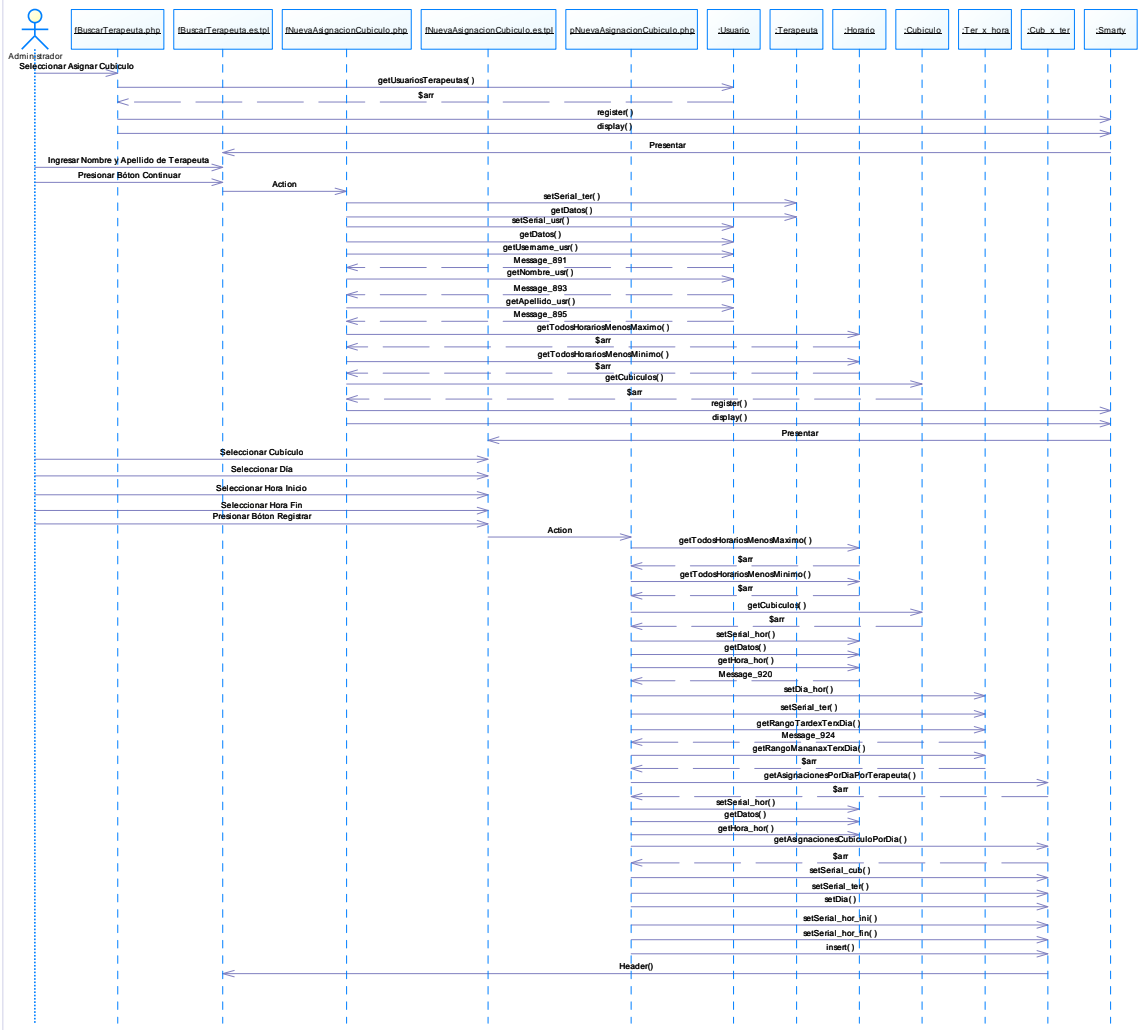 fBuscarTerapeuta.php
fBuscarTerapeuta.es.tpl
fNuevaAsignacionCubiculo.php
fNuevaAsignacionCubiculo.es.tpl
pNuevaAsignacionCubiculo.php
:Usuario
:Terapeuta
:Horario
:Cubiculo
:Ter_x_hora
:Cub_x_ter
:Smarty
Administrador
Seleccionar Asignar Cubículo
getUsuariosTerapeutas( )
$arr
register( )
display( )
Presentar
Ingresar Nombre y Apellido de Terapeuta
Presionar Bóton Continuar
Action
setSerial_ter( )
getDatos( )
setSerial_usr( )
getDatos( )
getUsername_usr( )
Message_891
getNombre_usr( )
Message_893
getApellido_usr( )
Message_895
getTodosHorariosMenosMaximo( )
$arr
getTodosHorariosMenosMinimo( )
$arr
getCubiculos( )
$arr
register( )
display( )
Presentar
Seleccionar Cubículo
Seleccionar Día
Seleccionar Hora Inicio
Seleccionar Hora Fin
Presionar Bóton Registrar
Action
getTodosHorariosMenosMaximo( )
$arr
getTodosHorariosMenosMinimo( )
$arr
getCubiculos( )
$arr
setSerial_hor( )
getDatos( )
getHora_hor( )
Message_920
setDia_hor( )
setSerial_ter( )
getRangoTardexTerxDia( )
Message_924
getRangoMananaxTerxDia( )
$arr
getAsignacionesPorDiaPorTerapeuta( )
$arr
setSerial_hor( )
getDatos( )
getHora_hor( )
getAsignacionesCubiculoPorDia( )
$arr
setSerial_cub( )
setSerial_ter( )
setDia( )
setSerial_hor_ini( )
setSerial_hor_fin( )
insert( )
Header()